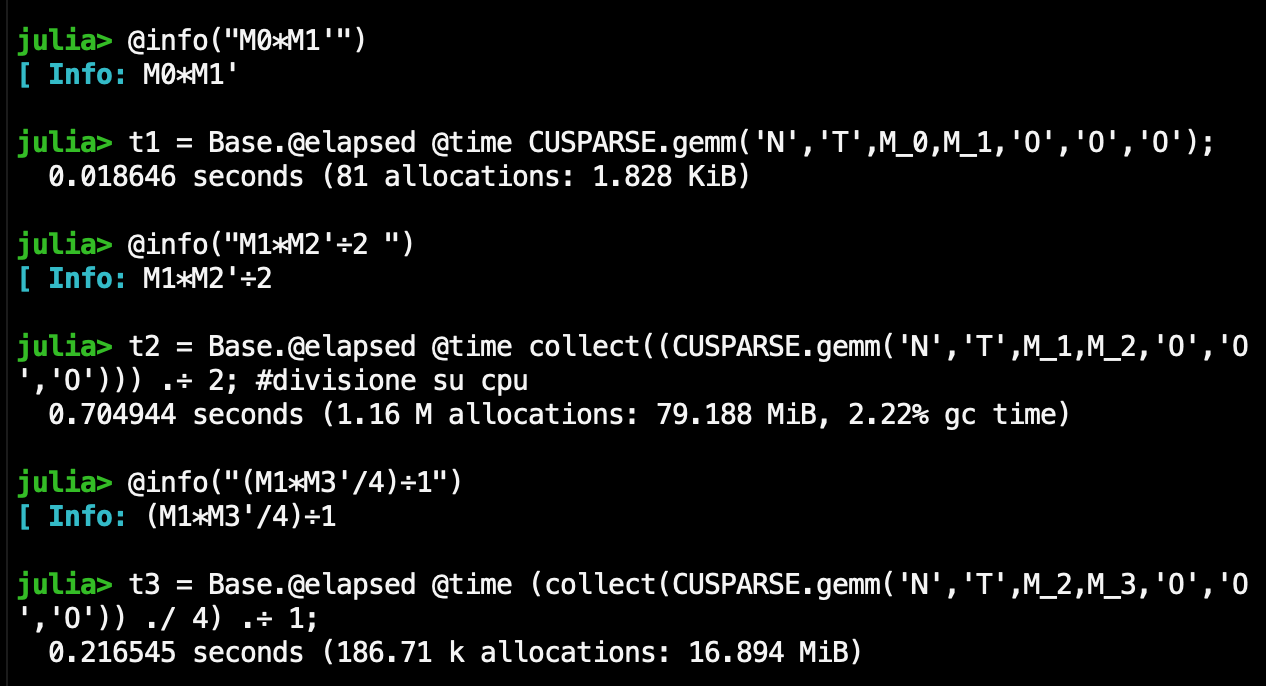 julia> @info("M0*M1'")
[ Info: M0*M1'
julia> t1 = Base.@elapsed @time CUSPARSE.gemm('N','T',M_0,M_1,'O','O','O');
  0.018646 seconds (81 allocations: 1.828 KiB)
julia> @info("M1*M2'÷2 ")
[ Info: M1*M2'÷2
julia> t2 = Base.@elapsed @time collect((CUSPARSE.gemm('N','T',M_1,M_2,'O','O
','O'))) .÷ 2; #divisione su cpu
  0.704944 seconds (1.16 M allocations: 79.188 MiB, 2.22% gc time)
julia> @info("(M1*M3'/4)÷1")
[ Info: (M1*M3'/4)÷1
julia> t3 = Base.@elapsed @time (collect(CUSPARSE.gemm('N','T',M_2,M_3,'O','O
','O')) ./ 4) .÷ 1;
  0.216545 seconds (186.71 k allocations: 16.894 MiB)